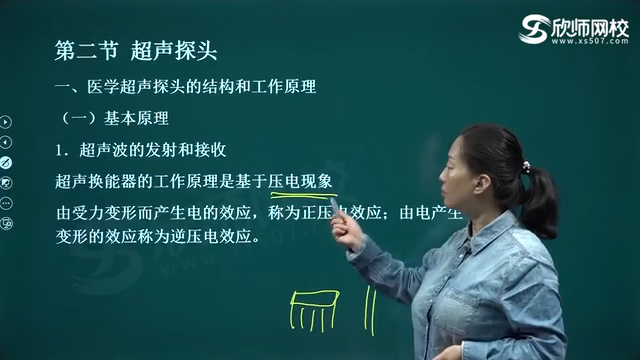 欣师网校
www.xs507.com
第二节 超声探头
一、医学超声探头的结构和工作原理
（一）基本原理
1．超声波的发射和接收
超声换能器的工作原理是基于压电现象
由受力变形而产生电的效应，称为正压电效应；由电产生
变形的效应称为逆压电效应。